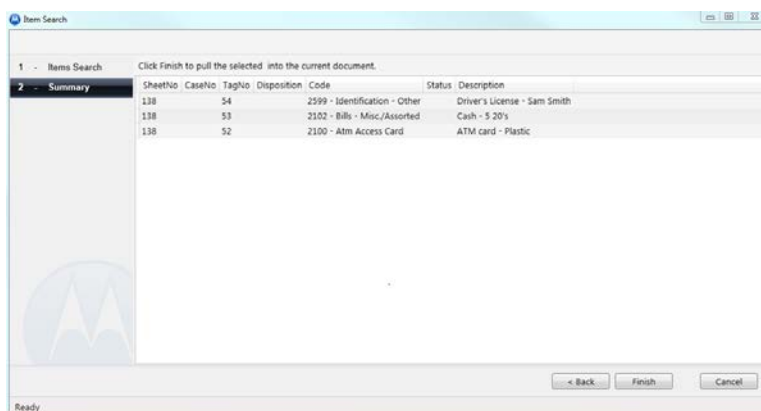 Item Search
1 - Items Search
2 - Summary
Click Finish to pull the selected into the current document.
SheetNo CaseNo TagNo Disposition Code Status Description
138 54 2599 - Identification - Other Driver's License - Sam Smith
138 53 2102 - Bills - Misc./Assorted Cash - 5 20's
138 52 2100 - Atm Access Card ATM card - Plastic
< Back Finish Cancel
Ready